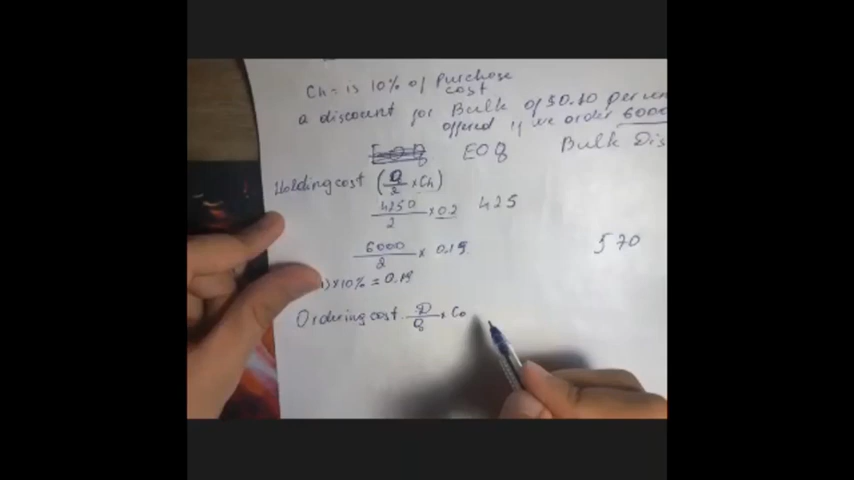 Ch = is 10% of Purchase cost
a discount for Bulk of $0.10 per un
offered if we order 6000
EOQ Bulk Dis
Holding cost (Q/2 × Ch)
4250/2 × 0.2 425
6000/2 × 0.19 570
)×10% = 0.19
Ordering cost. D/Q × Co